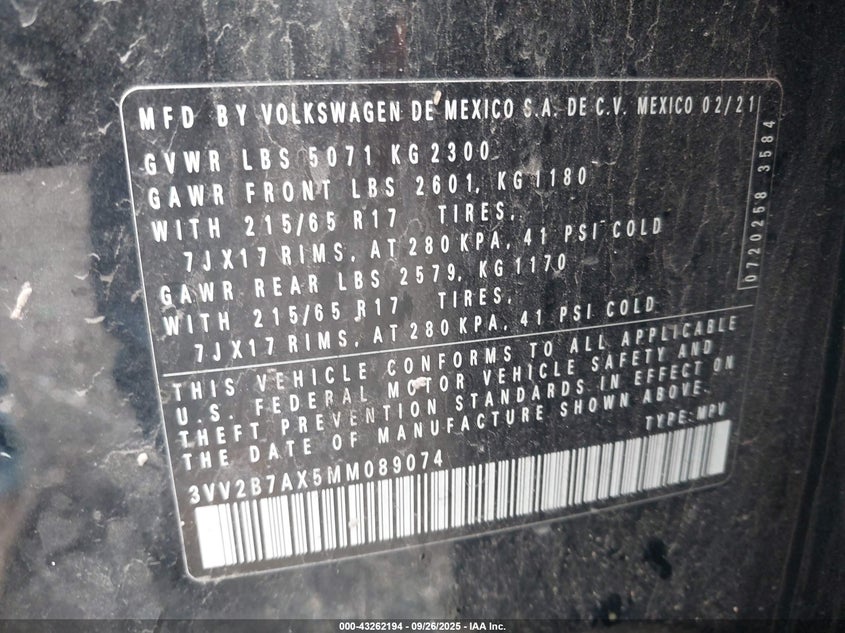 MFD BY VOLKSWAGEN DE MEXICO S.A. DE C.V. MEXICO 02/21
GVWR LBS 5071 KG 2300
GAWR FRONT LBS 2601, KG 1180
WITH 215/65 R17 TIRES,
7JX17 RIMS, AT 280 KPA, 41 PSI COLD
GAWR REAR LBS 2579, KG 1170
WITH 215/65 R17 TIRES,
7JX17 RIMS, AT 280 KPA, 41 PSI COLD
0720258 3584
THIS VEHICLE CONFORMS TO ALL APPLICABLE
U.S. FEDERAL MOTOR VEHICLE SAFETY AND
THEFT PREVENTION STANDARDS IN EFFECT ON
THE DATE OF MANUFACTURE SHOWN ABOVE.
TYPE: MPV
3VV2B7AX5MM089074
000-43262194 - 09/26/2025 - IAA Inc.